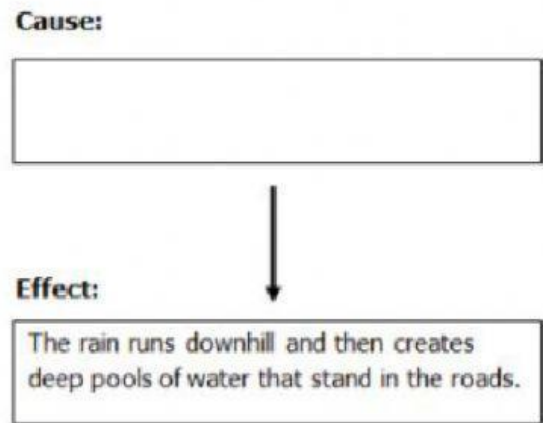 Cause:
Effect:
The rain runs downhill and then creates
deep pools of water that stand in the roads.